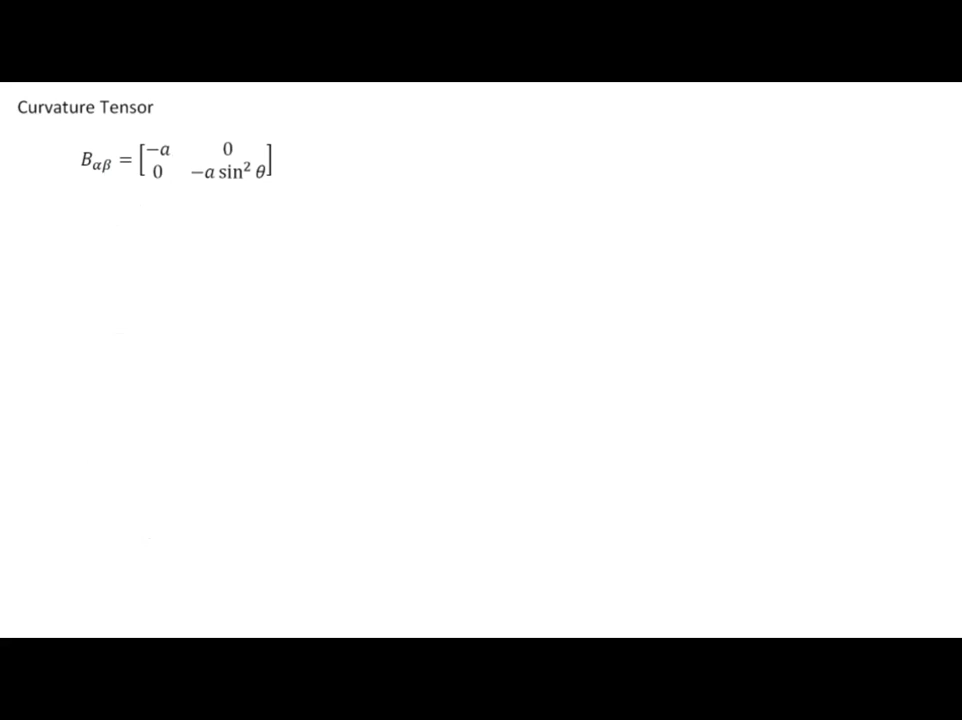 Curvature Tensor
B_{αβ} = [−a 0
0 −a sin² θ]